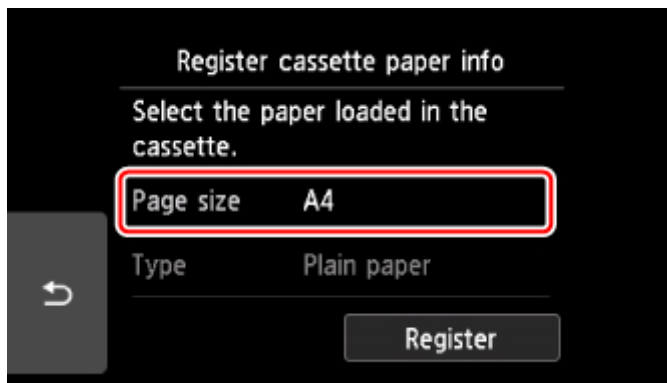 Register cassette paper info
Select the paper loaded in the
cassette.
Page size A4
Type Plain paper
Register